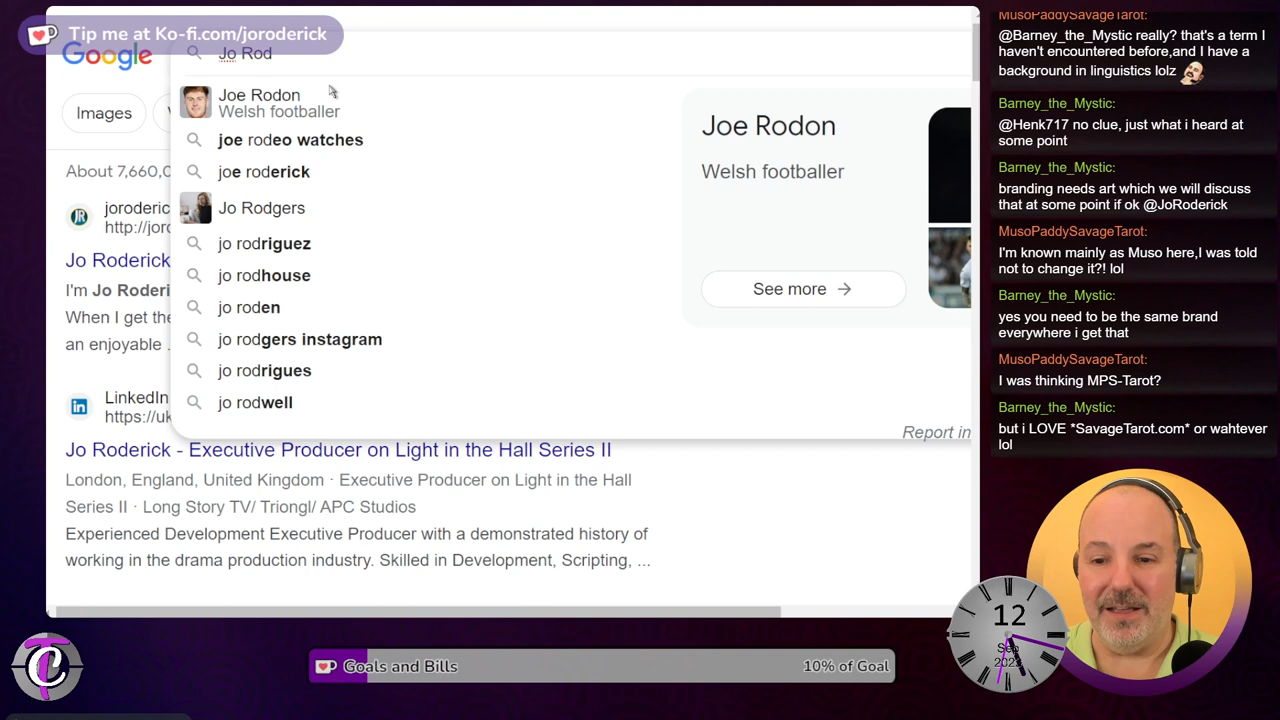 Tip me at Ko-fi.com/joroderick
Google
Jo Rod
Joe Rodon
Welsh footballer
joe rodeo watches
joe roderick
Jo Rodgers
jo rodriguez
jo rodhouse
jo roden
jo rodgers instagram
jo rodrigues
jo rodwell
Images
About 7,660,0
JR
joroderic
http://joro
Jo Roderick
I'm Jo Roderi
When I get the
an enjoyable
in
LinkedIn
https://uk
Jo Roderick - Executive Producer on Light in the Hall Series II
London, England, United Kingdom · Executive Producer on Light in the Hall
Series II · Long Story TV/ Triongl/ APC Studios
Experienced Development Executive Producer with a demonstrated history of
working in the drama production industry. Skilled in Development, Scripting, ...
Joe Rodon
Welsh footballer
See more
Report in
MusoPaddySavageTarot:
@Barney_the_Mystic really? that's a term I
haven't encountered before,and I have a
background in linguistics lolz
Barney_the_Mystic:
@Henk717 no clue, just what i heard at
some point
Barney_the_Mystic:
branding needs art which we will discuss
that at some point if ok @JoRoderick
MusoPaddySavageTarot:
I'm known mainly as Muso here,I was told
not to change it?! lol
Barney_the_Mystic:
yes you need to be the same brand
everywhere i get that
MusoPaddySavageTarot:
I was thinking MPS-Tarot?
Barney_the_Mystic:
but i LOVE *SavageTarot.com* or wahtever
lol
12
Sep
2023
TC
Goals and Bills
10% of Goal